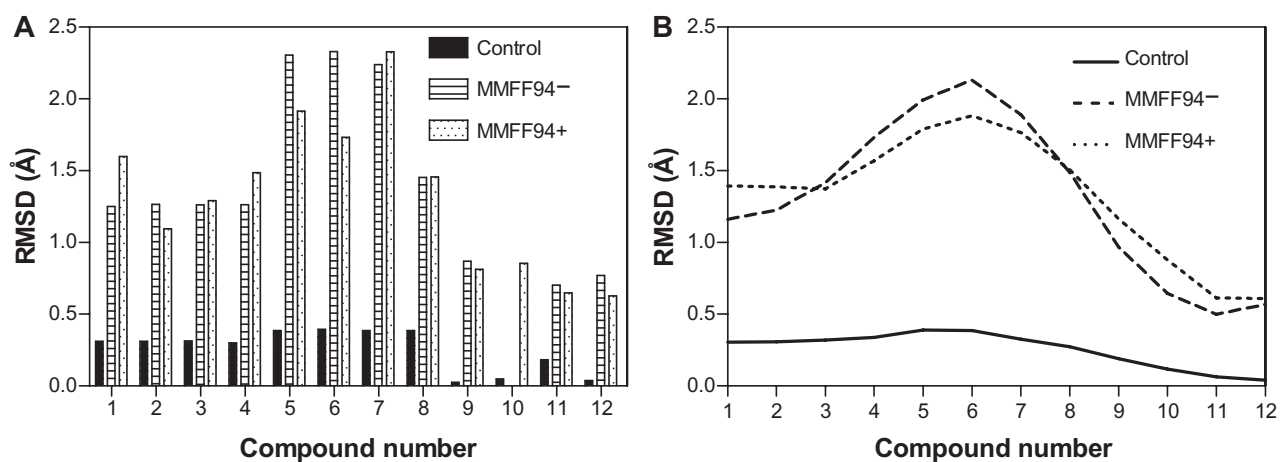 A
RMSD (Å)
2.5
2.0
1.5
1.0
0.5
0.0
Control
MMFF94–
MMFF94+
1 2 3 4 5 6 7 8 9 10 11 12
Compound number
B
RMSD (Å)
2.5
2.0
1.5
1.0
0.5
0.0
Control
MMFF94–
MMFF94+
1 2 3 4 5 6 7 8 9 10 11 12
Compound number